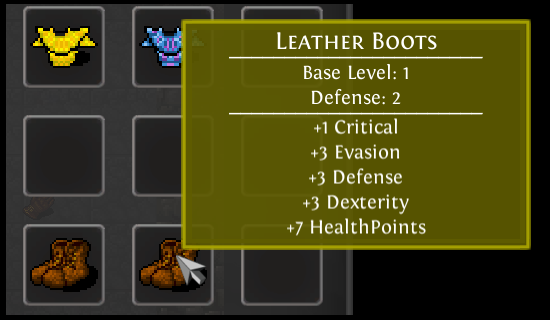 Leather Boots
Base Level: 1
Defense: 2
+1 Critical
+3 Evasion
+3 Defense
+3 Dexterity
+7 HealthPoints